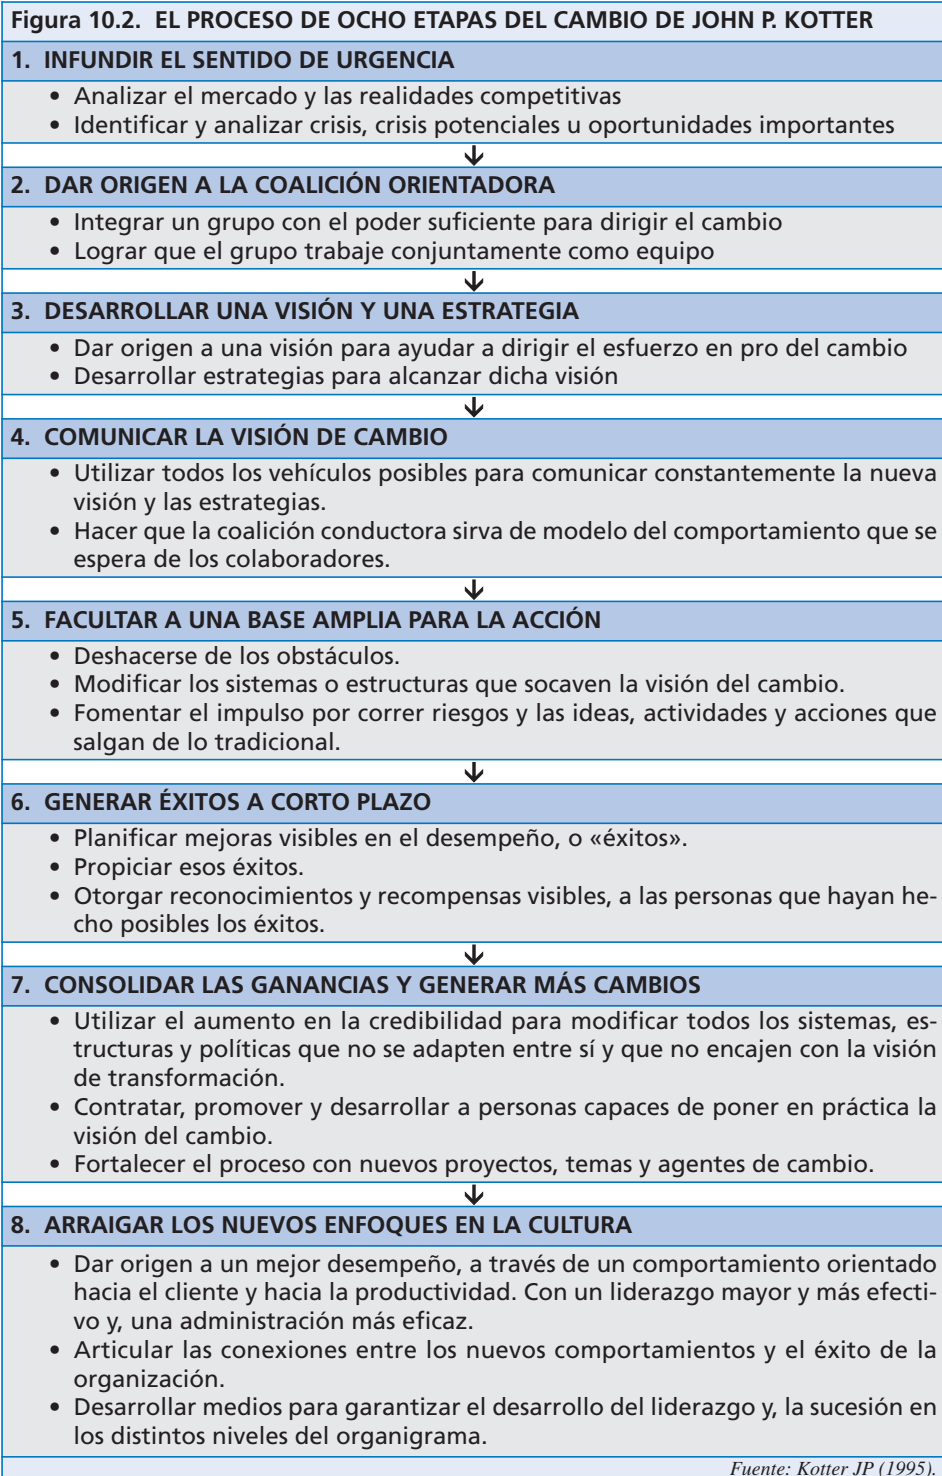 Figura 10.2. EL PROCESO DE OCHO ETAPAS DEL CAMBIO DE JOHN P. KOTTER
1. INFUNDIR EL SENTIDO DE URGENCIA
• Analizar el mercado y las realidades competitivas
• Identificar y analizar crisis, crisis potenciales u oportunidades importantes
2. DAR ORIGEN A LA COALICIÓN ORIENTADORA
• Integrar un grupo con el poder suficiente para dirigir el cambio
• Lograr que el grupo trabaje conjuntamente como equipo
3. DESARROLLAR UNA VISIÓN Y UNA ESTRATEGIA
• Dar origen a una visión para ayudar a dirigir el esfuerzo en pro del cambio
• Desarrollar estrategias para alcanzar dicha visión
4. COMUNICAR LA VISIÓN DE CAMBIO
• Utilizar todos los vehículos posibles para comunicar constantemente la nueva
visión y las estrategias.
• Hacer que la coalición conductora sirva de modelo del comportamiento que se
espera de los colaboradores.
5. FACULTAR A UNA BASE AMPLIA PARA LA ACCIÓN
• Deshacerse de los obstáculos.
• Modificar los sistemas o estructuras que socaven la visión del cambio.
• Fomentar el impulso por correr riesgos y las ideas, actividades y acciones que
salgan de lo tradicional.
6. GENERAR ÉXITOS A CORTO PLAZO
• Planificar mejoras visibles en el desempeño, o «éxitos».
• Propiciar esos éxitos.
• Otorgar reconocimientos y recompensas visibles, a las personas que hayan he-
cho posibles los éxitos.
7. CONSOLIDAR LAS GANANCIAS Y GENERAR MÁS CAMBIOS
• Utilizar el aumento en la credibilidad para modificar todos los sistemas, es-
tructuras y políticas que no se adapten entre sí y que no encajen con la visión
de transformación.
• Contratar, promover y desarrollar a personas capaces de poner en práctica la
visión del cambio.
• Fortalecer el proceso con nuevos proyectos, temas y agentes de cambio.
8. ARRAIGAR LOS NUEVOS ENFOQUES EN LA CULTURA
• Dar origen a un mejor desempeño, a través de un comportamiento orientado
hacia el cliente y hacia la productividad. Con un liderazgo mayor y más efecti-
vo y, una administración más eficaz.
• Articular las conexiones entre los nuevos comportamientos y el éxito de la
organización.
• Desarrollar medios para garantizar el desarrollo del liderazgo y, la sucesión en
los distintos niveles del organigrama.
Fuente: Kotter JP (1995).